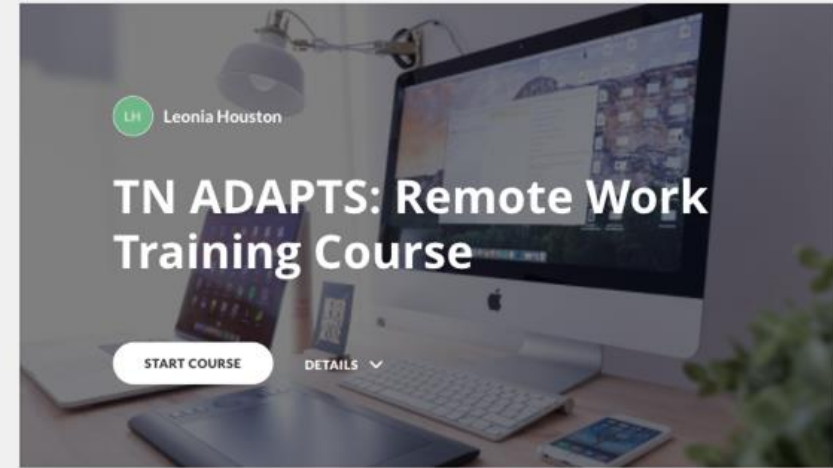 LH
Leonia Houston
TN ADAPTS: Remote Work
Training Course
START COURSE
DETAILS